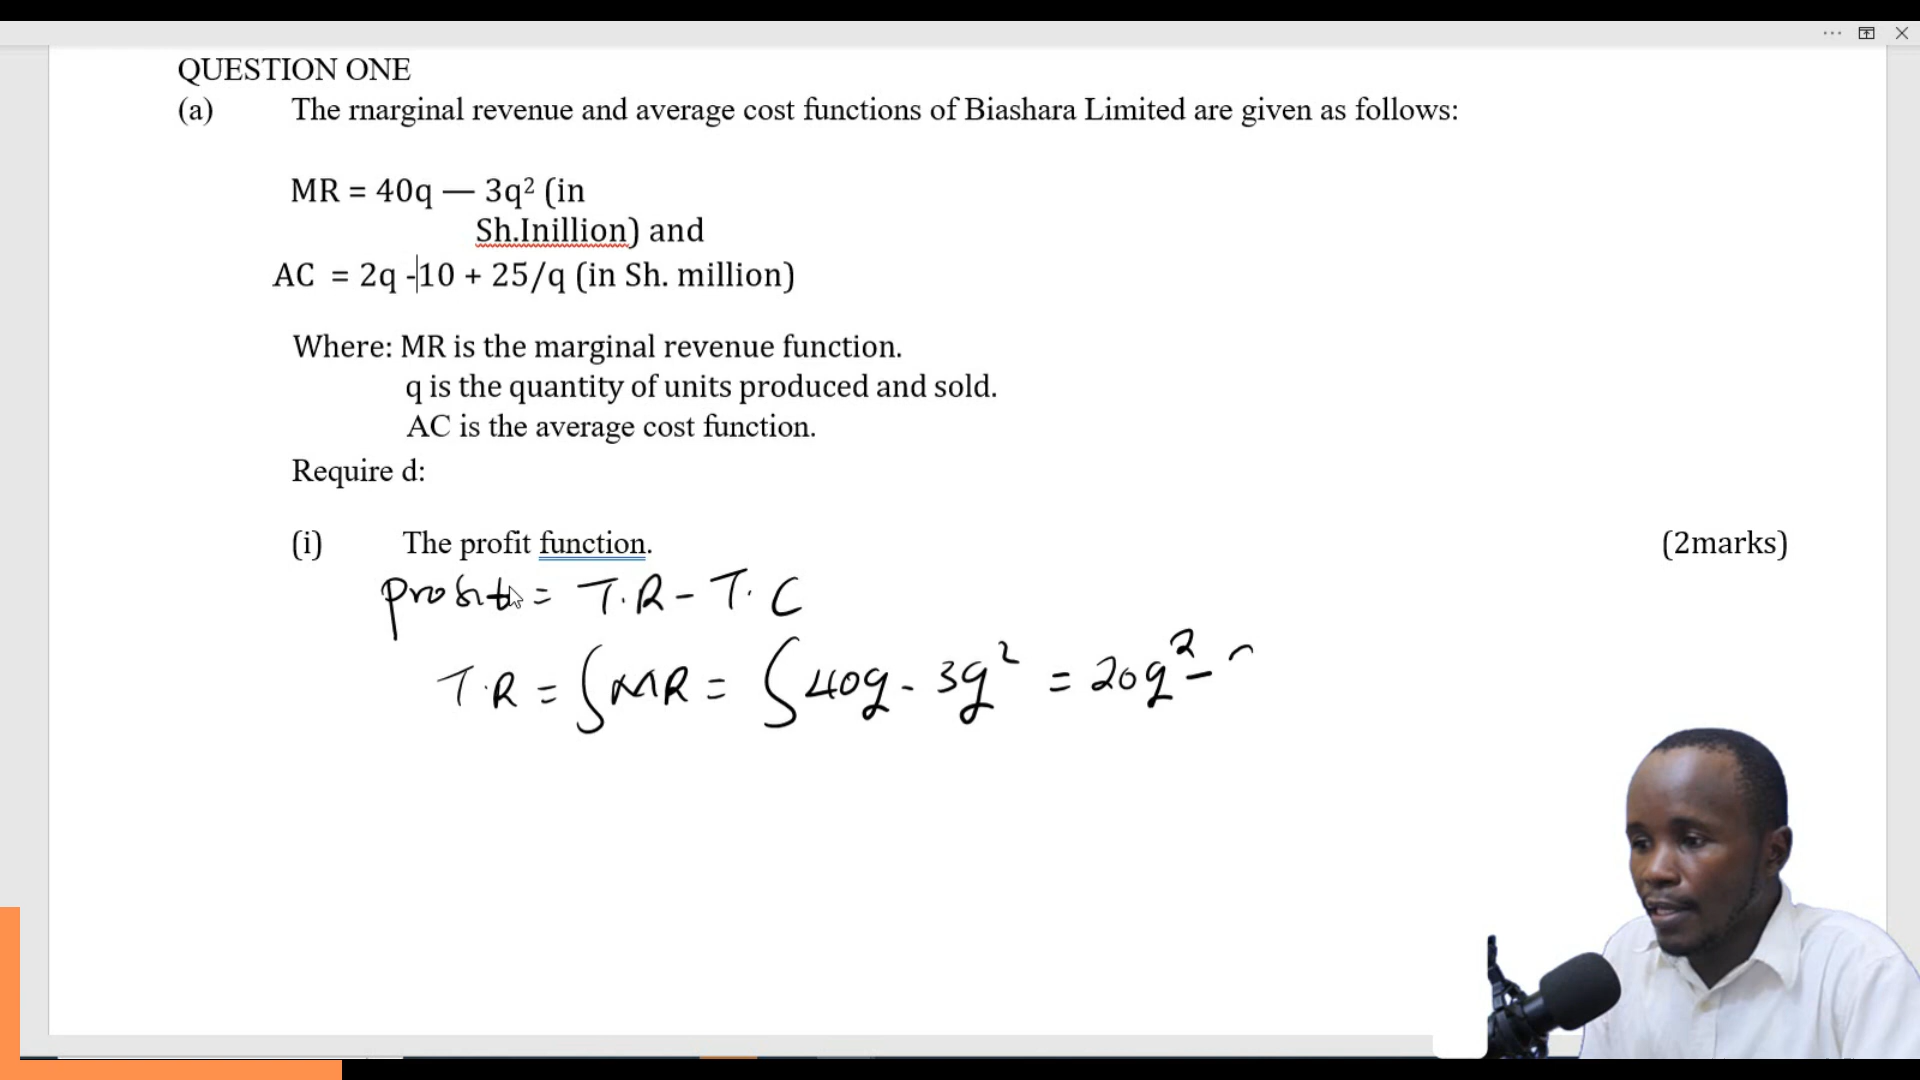 QUESTION ONE
(a) The rnarginal revenue and average cost functions of Biashara Limited are given as follows:
MR = 40q — 3q² (in
Sh.Inillion) and
AC = 2q -10 + 25/q (in Sh. million)
Where: MR is the marginal revenue function.
q is the quantity of units produced and sold.
AC is the average cost function.
Require d:
(i) The profit function. (2marks)
profit = T.R - T.C
T.R = ∫MR = ∫40q - 3q² = 20q² -